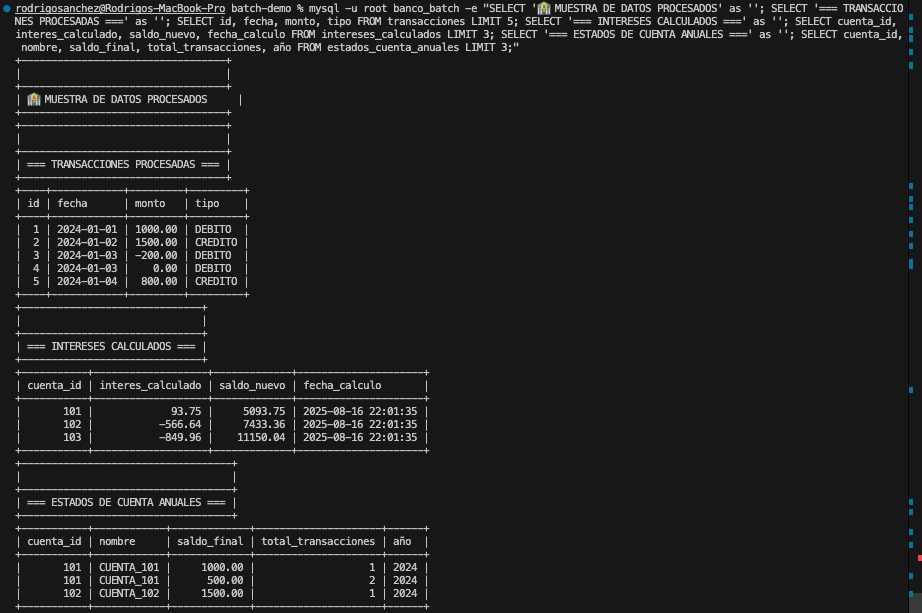 rodrigosanchez@Rodrigos-MacBook-Pro batch-demo % mysql -u root banco_batch -e "SELECT '🏦 MUESTRA DE DATOS PROCESADOS' as ''; SELECT '=== TRANSACCIO
NES PROCESADAS ===' as ''; SELECT id, fecha, monto, tipo FROM transacciones LIMIT 5; SELECT '=== INTERESES CALCULADOS ===' as ''; SELECT cuenta_id,
interes_calculado, saldo_nuevo, fecha_calculo FROM intereses_calculados LIMIT 3; SELECT '=== ESTADOS DE CUENTA ANUALES ===' as ''; SELECT cuenta_id,
nombre, saldo_final, total_transacciones, año FROM estados_cuenta_anuales LIMIT 3;"
+--------------------------------+
|                                |
+--------------------------------+
| 🏦 MUESTRA DE DATOS PROCESADOS     |
+--------------------------------+
+--------------------------------+
|                                |
+--------------------------------+
| === TRANSACCIONES PROCESADAS === |
+--------------------------------+
+----+------------+---------+---------+
| id | fecha      | monto   | tipo    |
+----+------------+---------+---------+
|  1 | 2024-01-01 | 1000.00 | DEBITO  |
|  2 | 2024-01-02 | 1500.00 | CREDITO |
|  3 | 2024-01-03 | -200.00 | DEBITO  |
|  4 | 2024-01-03 |    0.00 | DEBITO  |
|  5 | 2024-01-04 |  800.00 | CREDITO |
+----+------------+---------+---------+
+------------------------------+
|                              |
+------------------------------+
| === INTERESES CALCULADOS === |
+------------------------------+
+-----------+-------------------+-------------+---------------------+
| cuenta_id | interes_calculado | saldo_nuevo | fecha_calculo       |
+-----------+-------------------+-------------+---------------------+
|       101 |             93.75 |     5093.75 | 2025-08-16 22:01:35 |
|       102 |           -566.64 |     7433.36 | 2025-08-16 22:01:35 |
|       103 |           -849.96 |    11150.04 | 2025-08-16 22:01:35 |
+-----------+-------------------+-------------+---------------------+
+-----------------------------------+
|                                   |
+-----------------------------------+
| === ESTADOS DE CUENTA ANUALES === |
+-----------------------------------+
+-----------+------------+-------------+---------------------+------+
| cuenta_id | nombre     | saldo_final | total_transacciones | año  |
+-----------+------------+-------------+---------------------+------+
|       101 | CUENTA_101 |     1000.00 |                   1 | 2024 |
|       101 | CUENTA_101 |      500.00 |                   2 | 2024 |
|       102 | CUENTA_102 |     1500.00 |                   1 | 2024 |
+-----------+------------+-------------+---------------------+------+